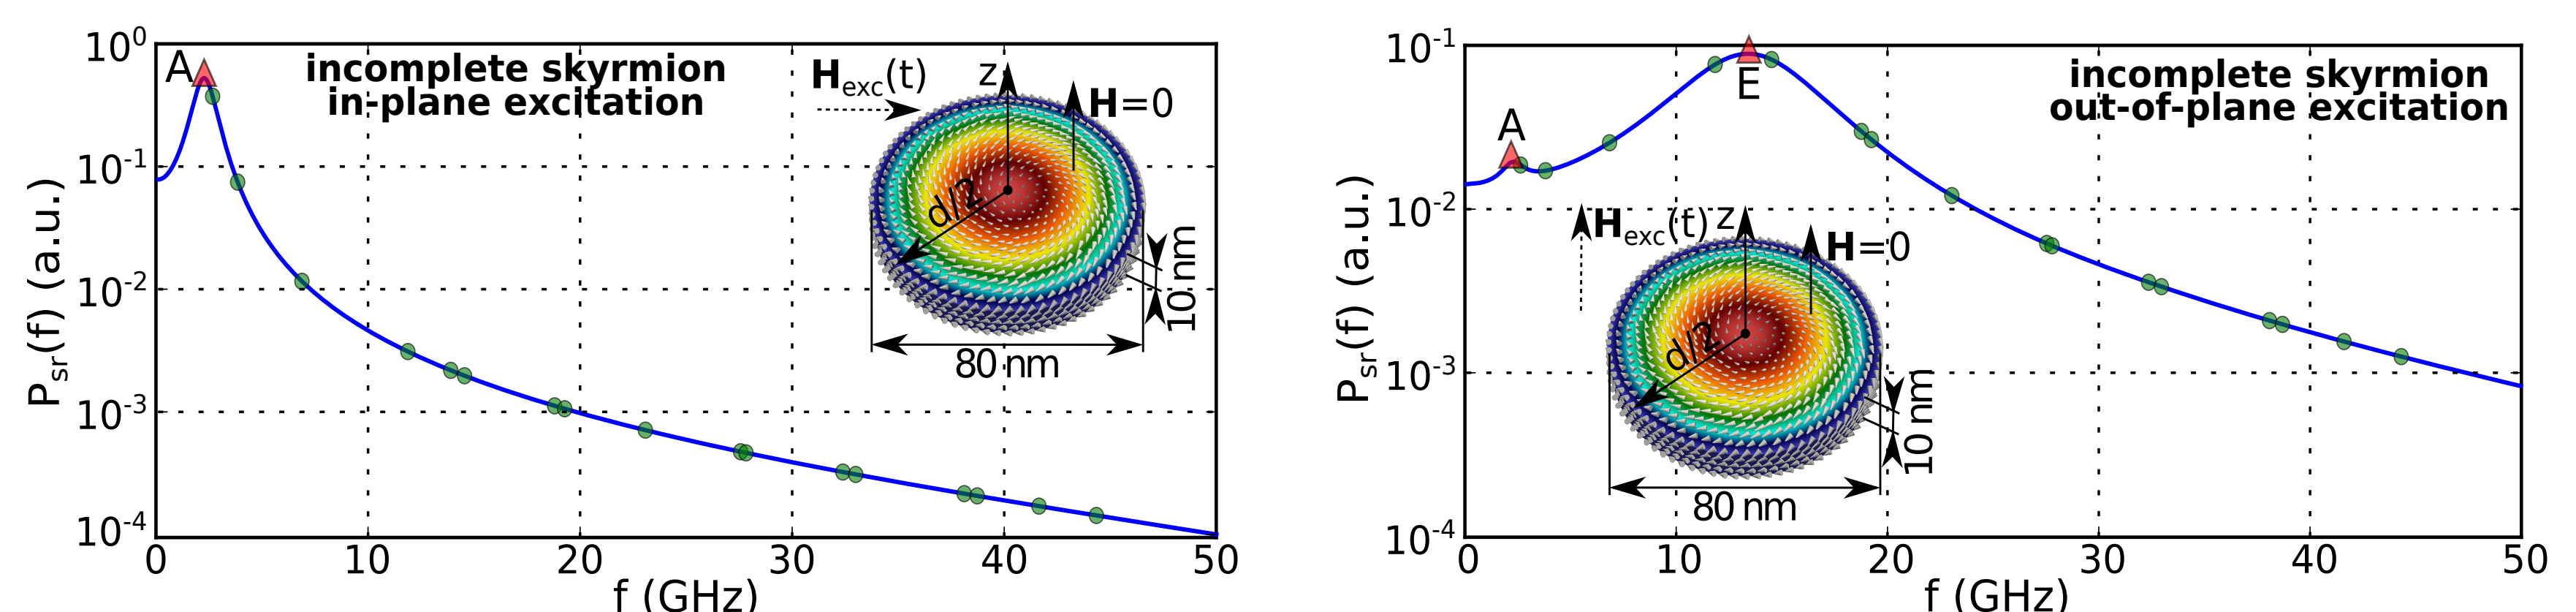 incomplete skyrmion
in-plane excitation
A
H_exc(t)
z
H=0
d/2
10 nm
80 nm
10^0
10^-1
10^-2
10^-3
10^-4
P_sr(f) (a.u.)
0 10 20 30 40 50
f (GHz)
incomplete skyrmion
out-of-plane excitation
A
E
H_exc(t)
z
H=0
d/2
10 nm
80 nm
10^-1
10^-2
10^-3
10^-4
P_sr(f) (a.u.)
0 10 20 30 40 50
f (GHz)